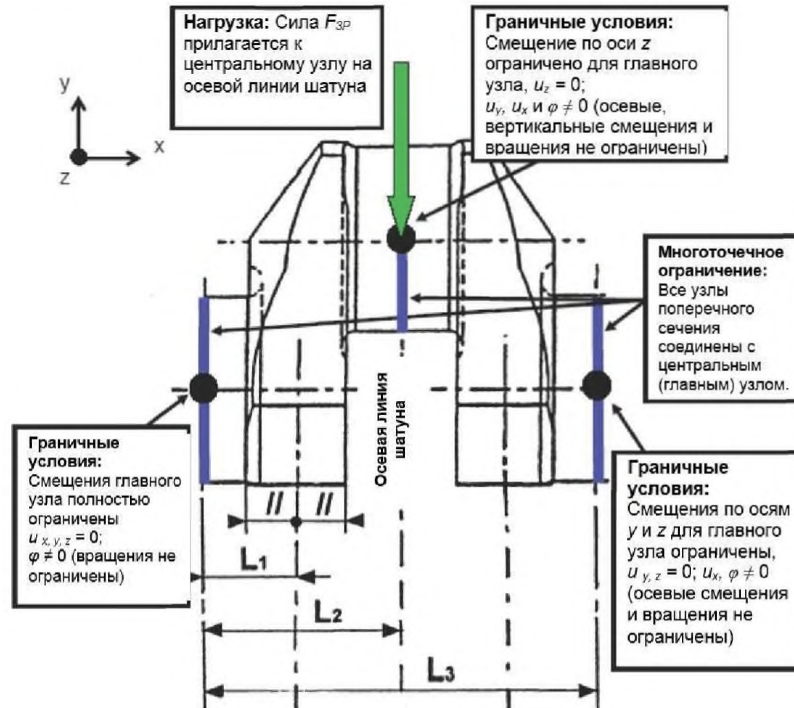 Нагрузка: Сила F_ЗР
прилагается к
центральному узлу на
осевой линии шатуна
Граничные условия:
Смещение по оси z
ограничено для главного
узла, u_z = 0;
u_y, u_x и φ ≠ 0 (осевые,
вертикальные смещения и
вращения не ограничены)
y
x
z
Многоточечное
ограничение:
Все узлы
поперечного
сечения
соединены с
центральным
(главным) узлом.
Осевая линия
шатуна
Граничные
условия:
Смещения главного
узла полностью
ограничены
u x, y, z = 0;
φ ≠ 0 (вращения не
ограничены)
Граничные
условия:
Смещения по осям
y и z для главного
узла ограничены,
u y, z = 0; u_x, φ ≠ 0
(осевые смещения
и вращения не
ограничены)
// //
L1
L2
L3